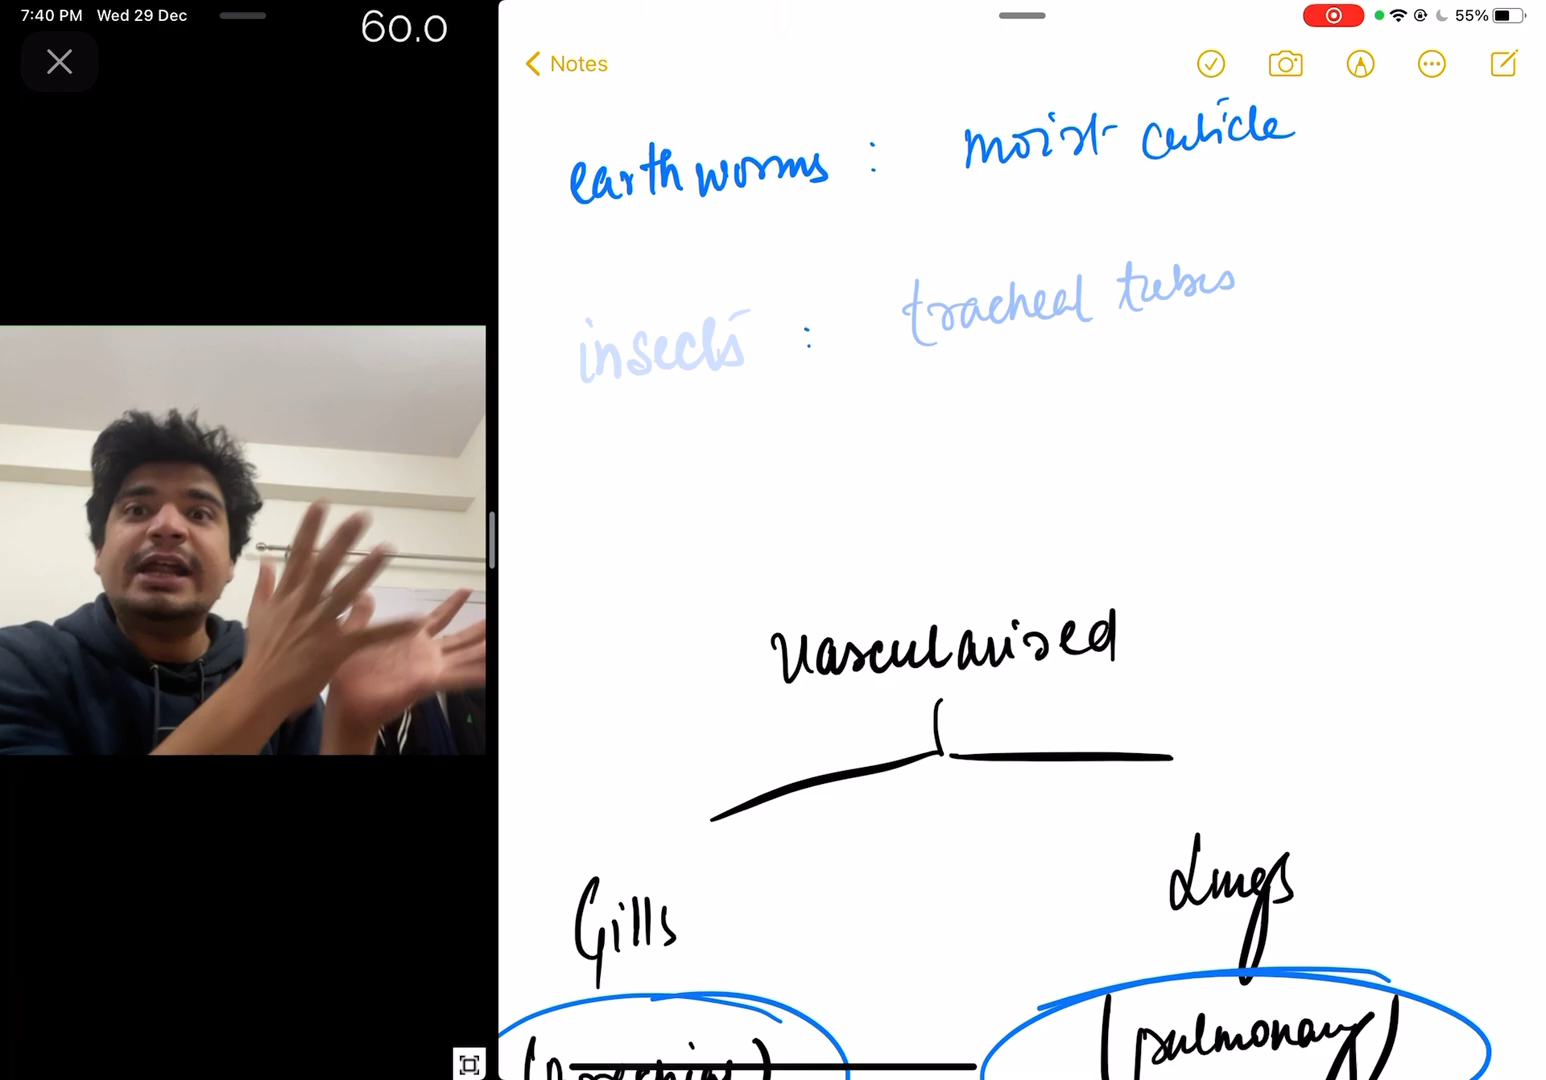 7:40 PM Wed 29 Dec
60.0
55%
Notes
earthworms : moist cuticle
insects : tracheal tubes
vascularised
Gills
Lungs
(pulmonary)